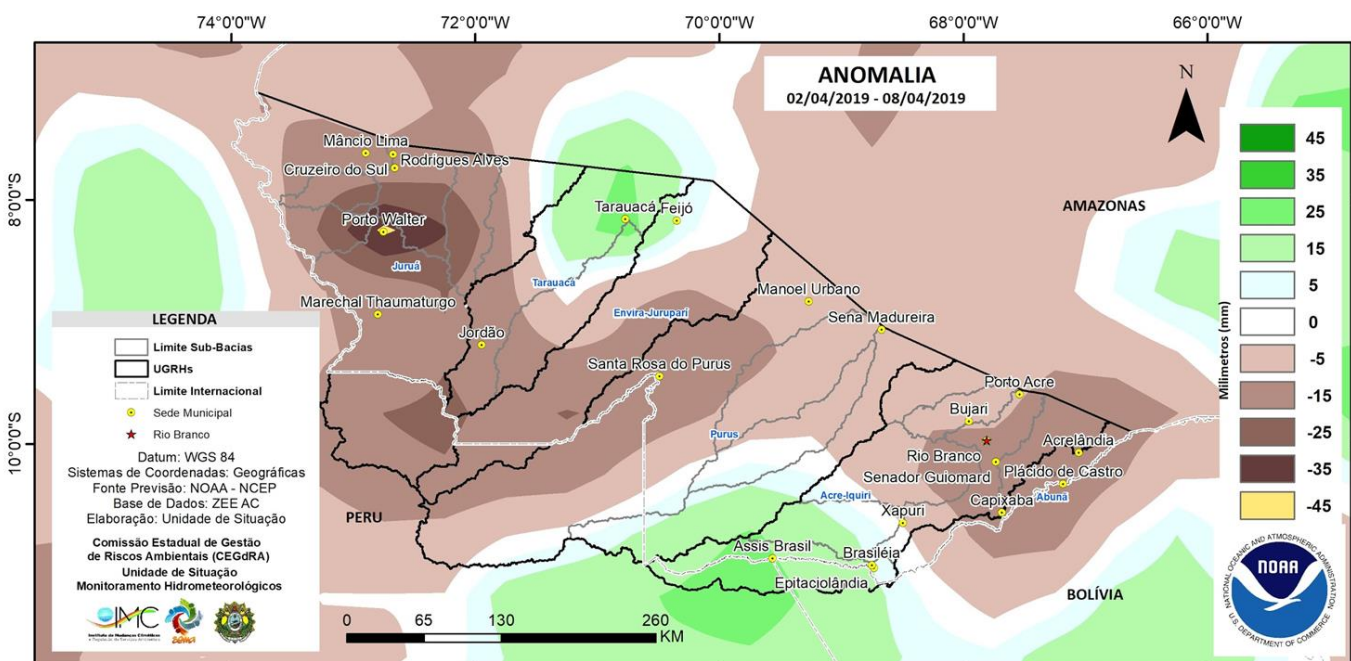 74°0'0"W
72°0'0"W
70°0'0"W
68°0'0"W
66°0'0"W
8°0'0"S
10°0'0"S
ANOMALIA
02/04/2019 - 08/04/2019
N
Mâncio Lima
Rodrigues Alves
Cruzeiro do Sul
Porto Walter
Juruá
Marechal Thaumaturgo
Jordão
Tarauacá
Feijó
Tarauacá
Envira-Jurupari
Manoel Urbano
Sena Madureira
Santa Rosa do Purus
Purus
Porto Acre
Bujari
Rio Branco
Acrelândia
Senador Guiomard
Plácido de Castro
Capixaba
Abunã
Acre-Iquiri
Xapuri
Assis Brasil
Brasiléia
Epitaciolândia
AMAZONAS
PERU
BOLÍVIA
LEGENDA
Limite Sub-Bacias
UGRHs
Limite Internacional
Sede Municipal
Rio Branco
Datum: WGS 84
Sistemas de Coordenadas: Geográficas
Fonte Previsão: NOAA - NCEP
Base de Dados: ZEE AC
Elaboração: Unidade de Situação
Comissão Estadual de Gestão
de Riscos Ambientais (CEGdRA)
Unidade de Situação
Monitoramento Hidrometeorológicos
IMC
SEMA
0 65 130 260
KM
Milímetros (mm)
45
35
25
15
5
0
-5
-15
-25
-35
-45
NATIONAL OCEANIC AND ATMOSPHERIC ADMINISTRATION
NOAA
U.S. DEPARTMENT OF COMMERCE